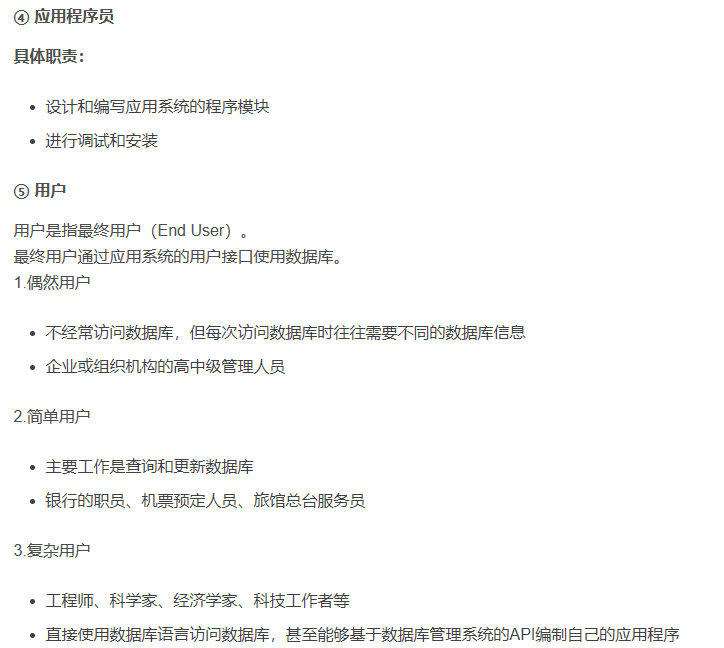 ④ 应用程序员
具体职责：
• 设计和编写应用系统的程序模块
• 进行调试和安装
⑤ 用户
用户是指最终用户（End User）。
最终用户通过应用系统的用户接口使用数据库。
1.偶然用户
• 不经常访问数据库，但每次访问数据库时往往需要不同的数据库信息
• 企业或组织机构的高中级管理人员
2.简单用户
• 主要工作是查询和更新数据库
• 银行的职员、机票预定人员、旅馆总台服务员
3.复杂用户
• 工程师、科学家、经济学家、科技工作者等
• 直接使用数据库语言访问数据库，甚至能够基于数据库管理系统的API编制自己的应用程序